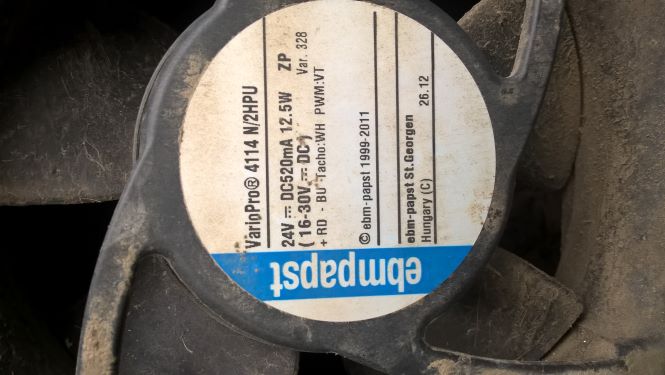 VarioPro® 4114 N/2HPU
24V ⎓ DC520mA 12.5W ZP
(16-30V ⎓ DC) Var. 328
+ RD - BU Tacho:WH PWM:VT
© ebm-papst 1999-2011
ebm-papst St.Georgen
Hungary (C) 26.12
ebmpapst